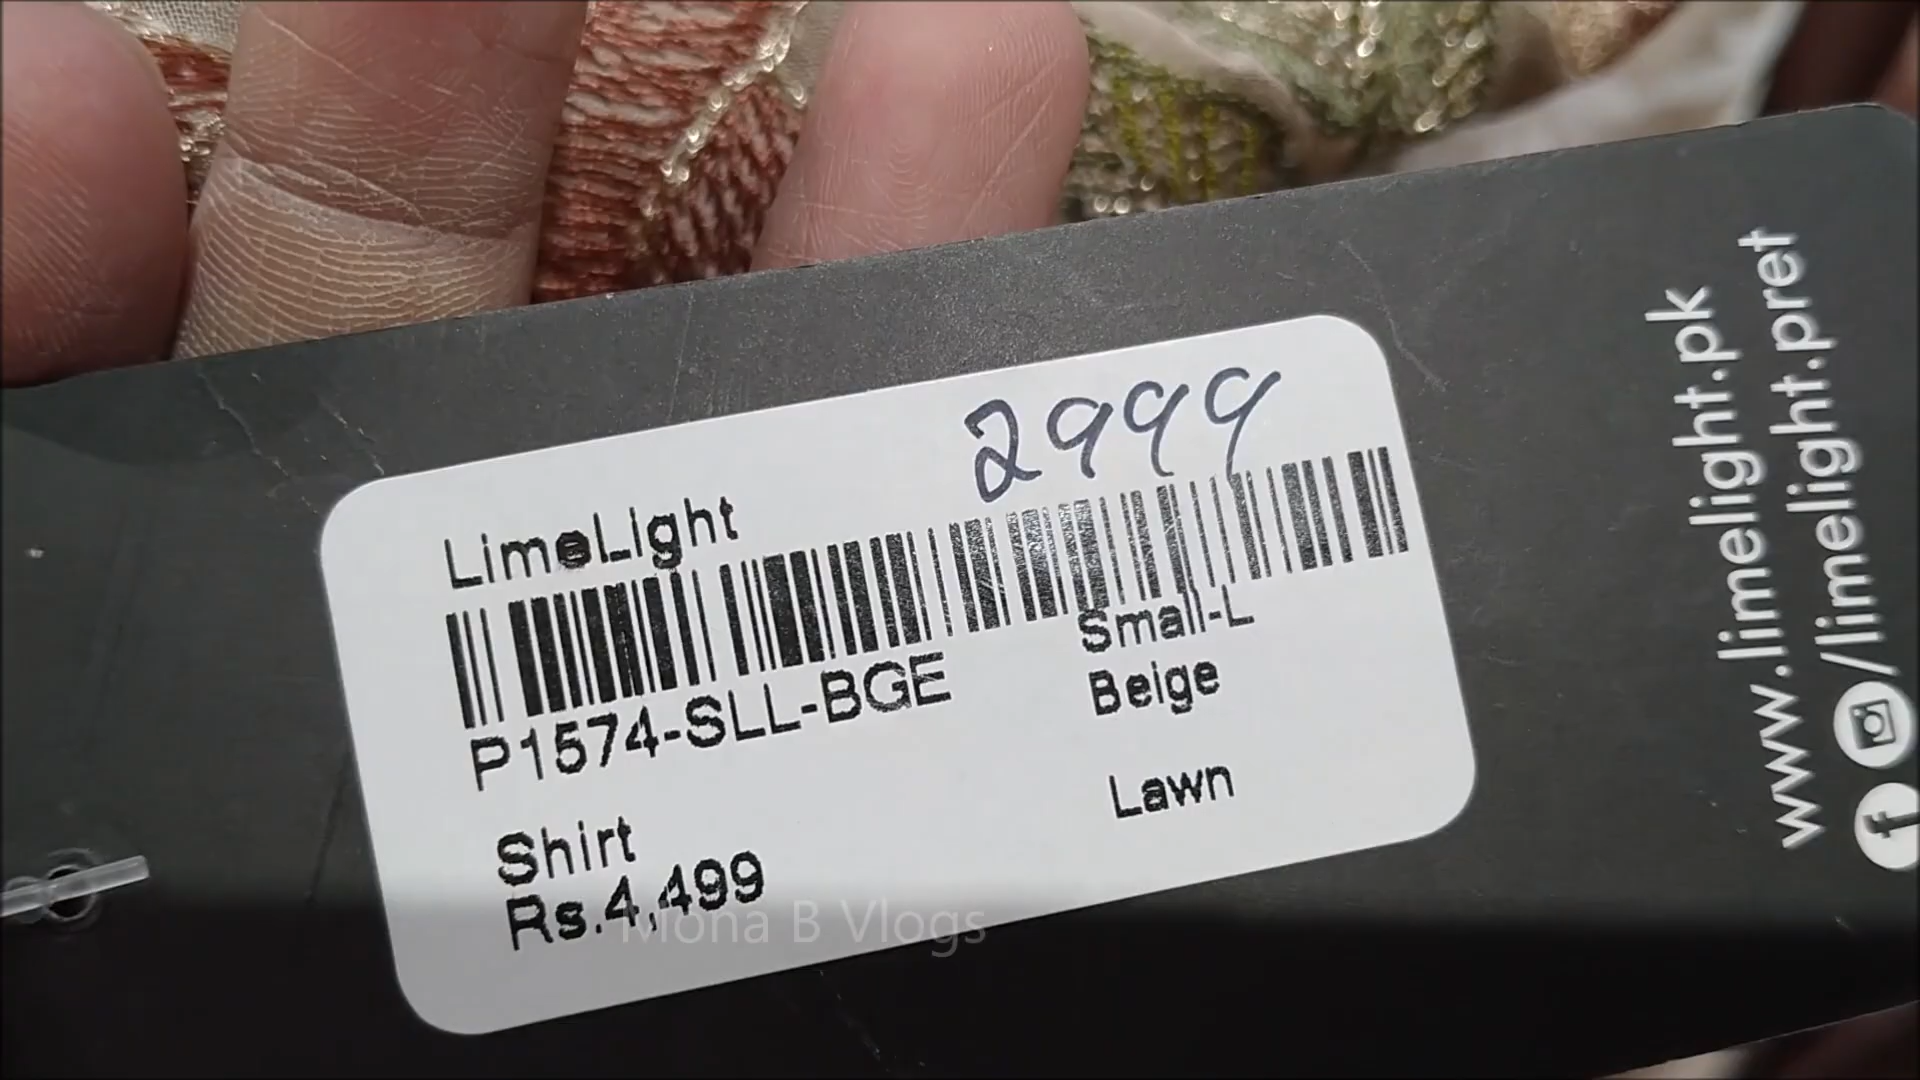 2999
LimeLight
P1574-SLL-BGE
Small-L
Beige
Lawn
Shirt
Rs.4,499
Mona B Vlogs
www.limelight.pk
/limelight.pret